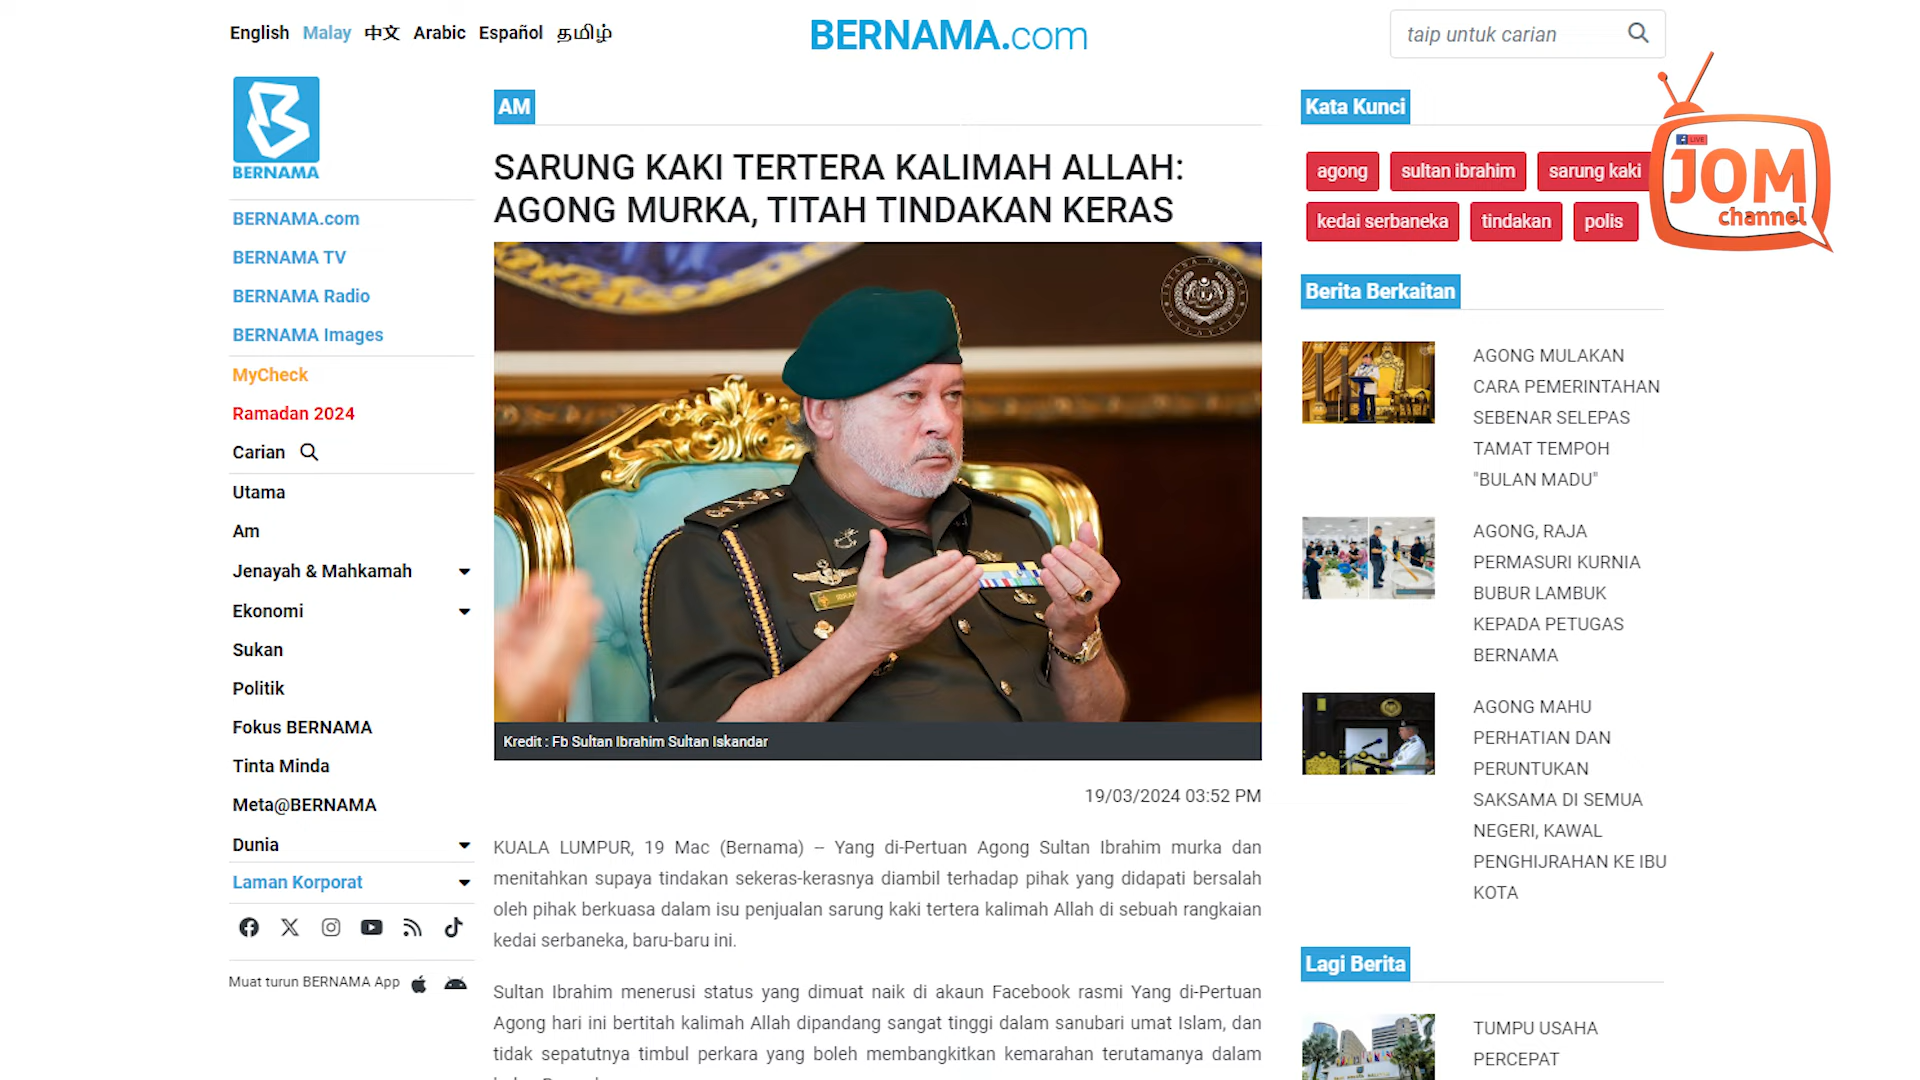 English Malay 中文 Arabic Español தமிழ்
BERNAMA.com
taip untuk carian
BERNAMA
BERNAMA.com
BERNAMA TV
BERNAMA Radio
BERNAMA Images
MyCheck
Ramadan 2024
Carian
Utama
Am
Jenayah & Mahkamah
Ekonomi
Sukan
Politik
Fokus BERNAMA
Tinta Minda
Meta@BERNAMA
Dunia
Laman Korporat
Muat turun BERNAMA App
AM
SARUNG KAKI TERTERA KALIMAH ALLAH:
AGONG MURKA, TITAH TINDAKAN KERAS
ISTANA NEGARA
MALAYSIA
Kredit : Fb Sultan Ibrahim Sultan Iskandar
19/03/2024 03:52 PM
KUALA LUMPUR, 19 Mac (Bernama) – Yang di-Pertuan Agong Sultan Ibrahim murka dan
menitahkan supaya tindakan sekeras-kerasnya diambil terhadap pihak yang didapati bersalah
oleh pihak berkuasa dalam isu penjualan sarung kaki tertera kalimah Allah di sebuah rangkaian
kedai serbaneka, baru-baru ini.
Sultan Ibrahim menerusi status yang dimuat naik di akaun Facebook rasmi Yang di-Pertuan
Agong hari ini bertitah kalimah Allah dipandang sangat tinggi dalam sanubari umat Islam, dan
tidak sepatutnya timbul perkara yang boleh membangkitkan kemarahan terutamanya dalam
Kata Kunci
agong sultan ibrahim sarung kaki
kedai serbaneka tindakan polis
LIVE
JOM
channel
Berita Berkaitan
AGONG MULAKAN
CARA PEMERINTAHAN
SEBENAR SELEPAS
TAMAT TEMPOH
"BULAN MADU"
AGONG, RAJA
PERMASURI KURNIA
BUBUR LAMBUK
KEPADA PETUGAS
BERNAMA
AGONG MAHU
PERHATIAN DAN
PERUNTUKAN
SAKSAMA DI SEMUA
NEGERI, KAWAL
PENGHIJRAHAN KE IBU
KOTA
Lagi Berita
TUMPU USAHA
PERCEPAT